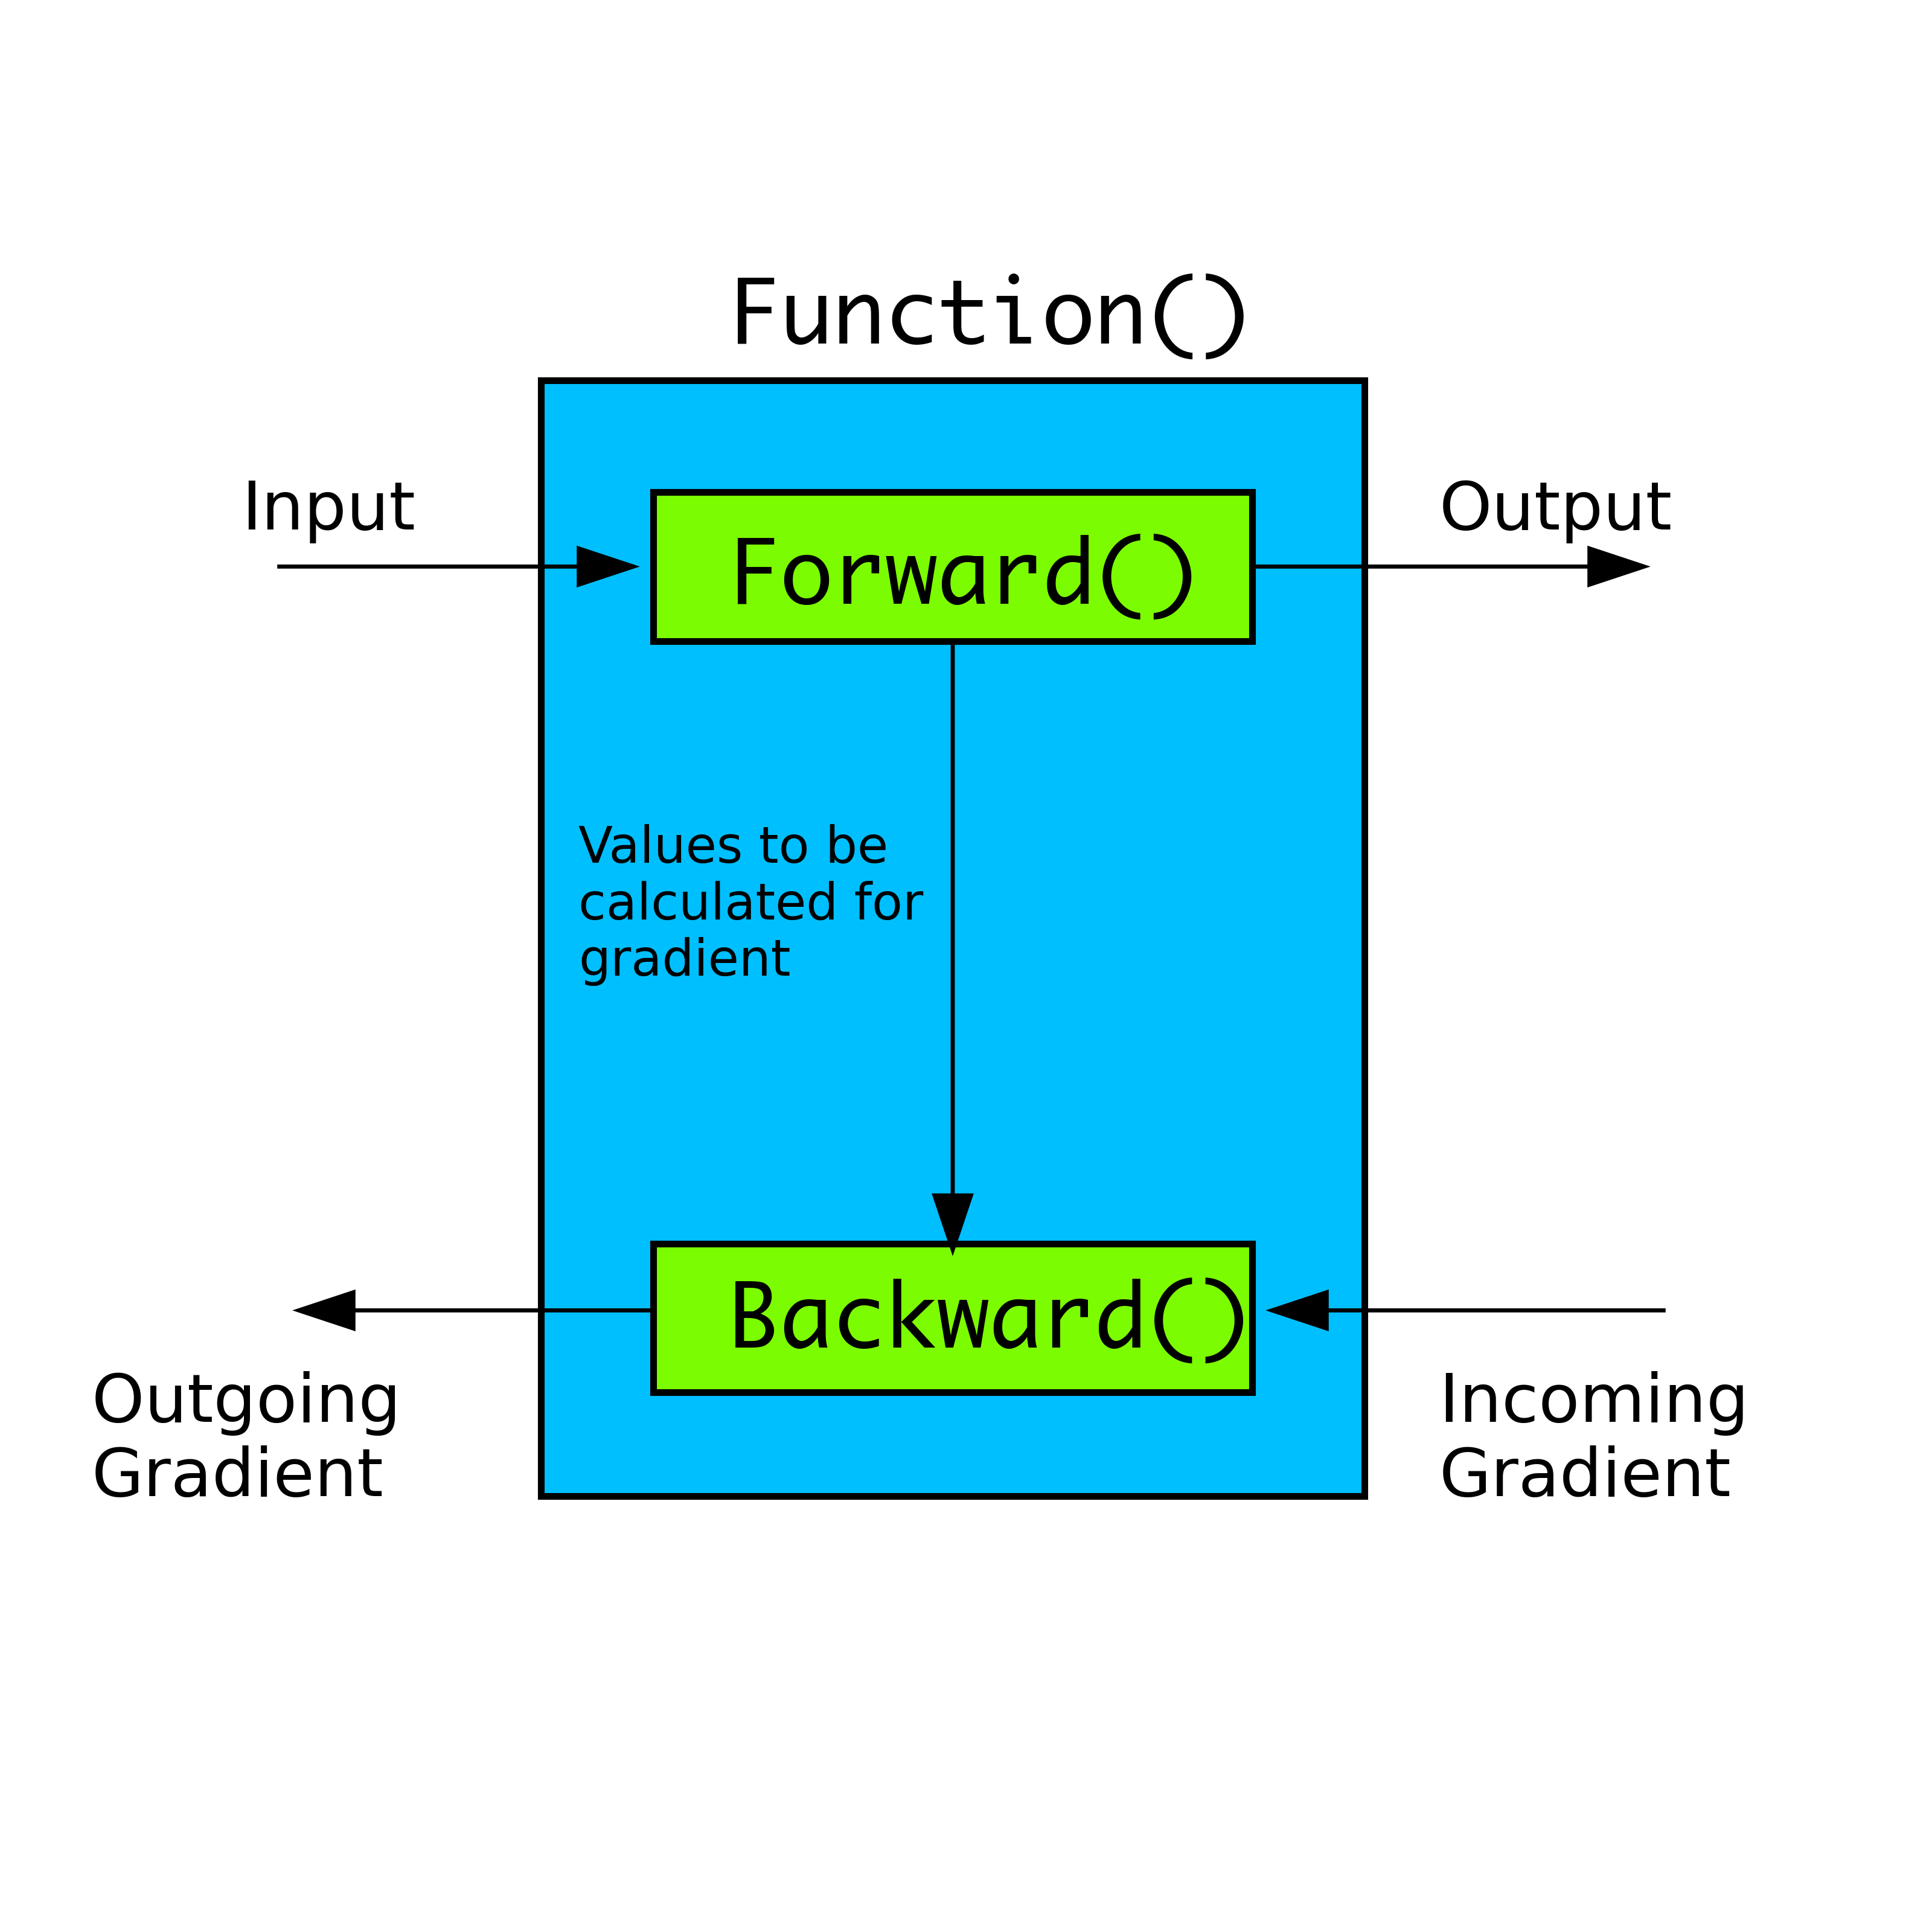 Function()
Input
Output
Forward()
Values to be
calculated for
gradient
Backward()
Outgoing
Gradient
Incoming
Gradient